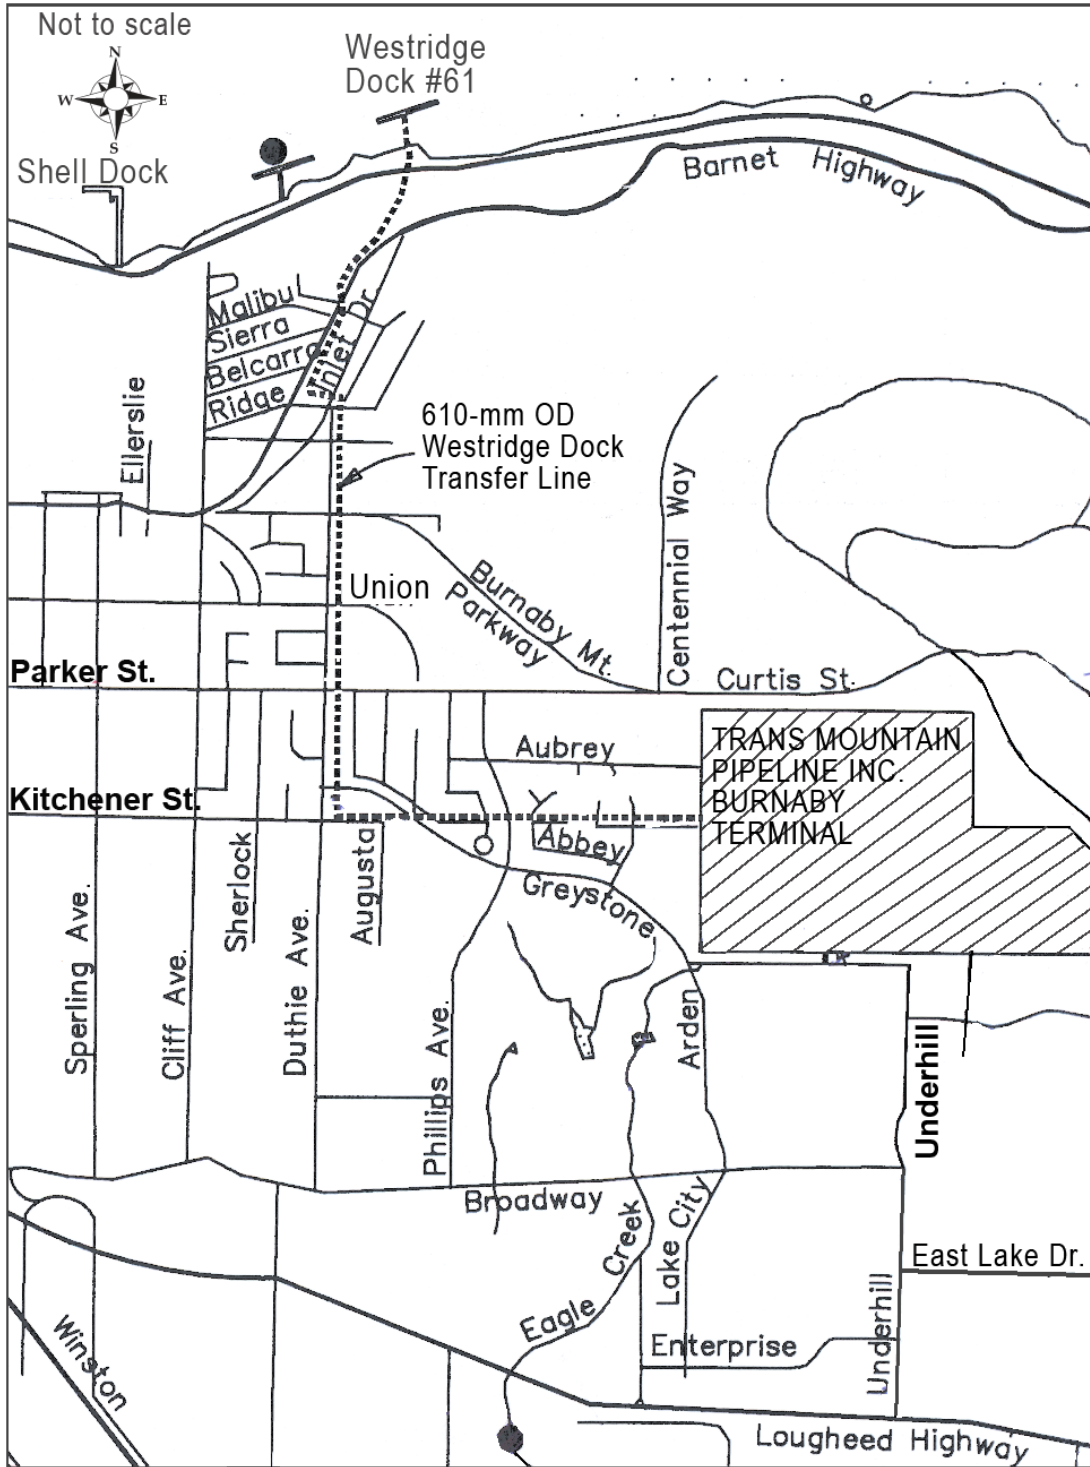 Not to scale
N
W
E
S
Westridge
Dock #61
Shell Dock
Barnet Highway
Malibu
Sierra
Belcarra
Ridge
Inlet Dr.
Ellerslie
610-mm OD
Westridge Dock
Transfer Line
Centennial Way
Union
Burnaby Mt.
Parkway
Parker St.
Curtis St.
Aubrey
TRANS MOUNTAIN
PIPELINE INC.
BURNABY
TERMINAL
Kitchener St.
Abbey
Greystone
Sherlock
Augusta
Sperling Ave.
Cliff Ave.
Duthie Ave.
Phillips Ave.
Arden
Underhill
Broadway
Eagle Creek
Lake City
East Lake Dr.
Enterprise
Underhill
Winston
Lougheed Highway